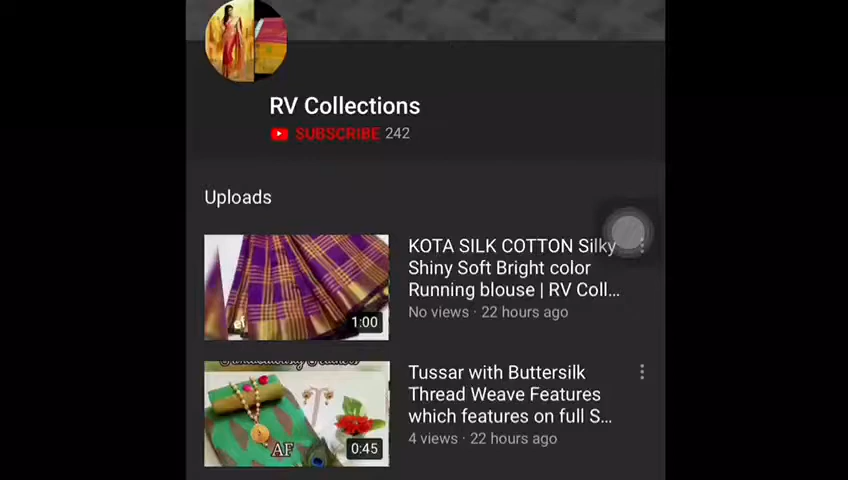 RV Collections
SUBSCRIBE 242
Uploads
KOTA SILK COTTON Silky
Shiny Soft Bright color
Running blouse | RV Coll...
No views · 22 hours ago
1:00
Tussar with Buttersilk
Thread Weave Features
which features on full S...
4 views · 22 hours ago
AF
0:45